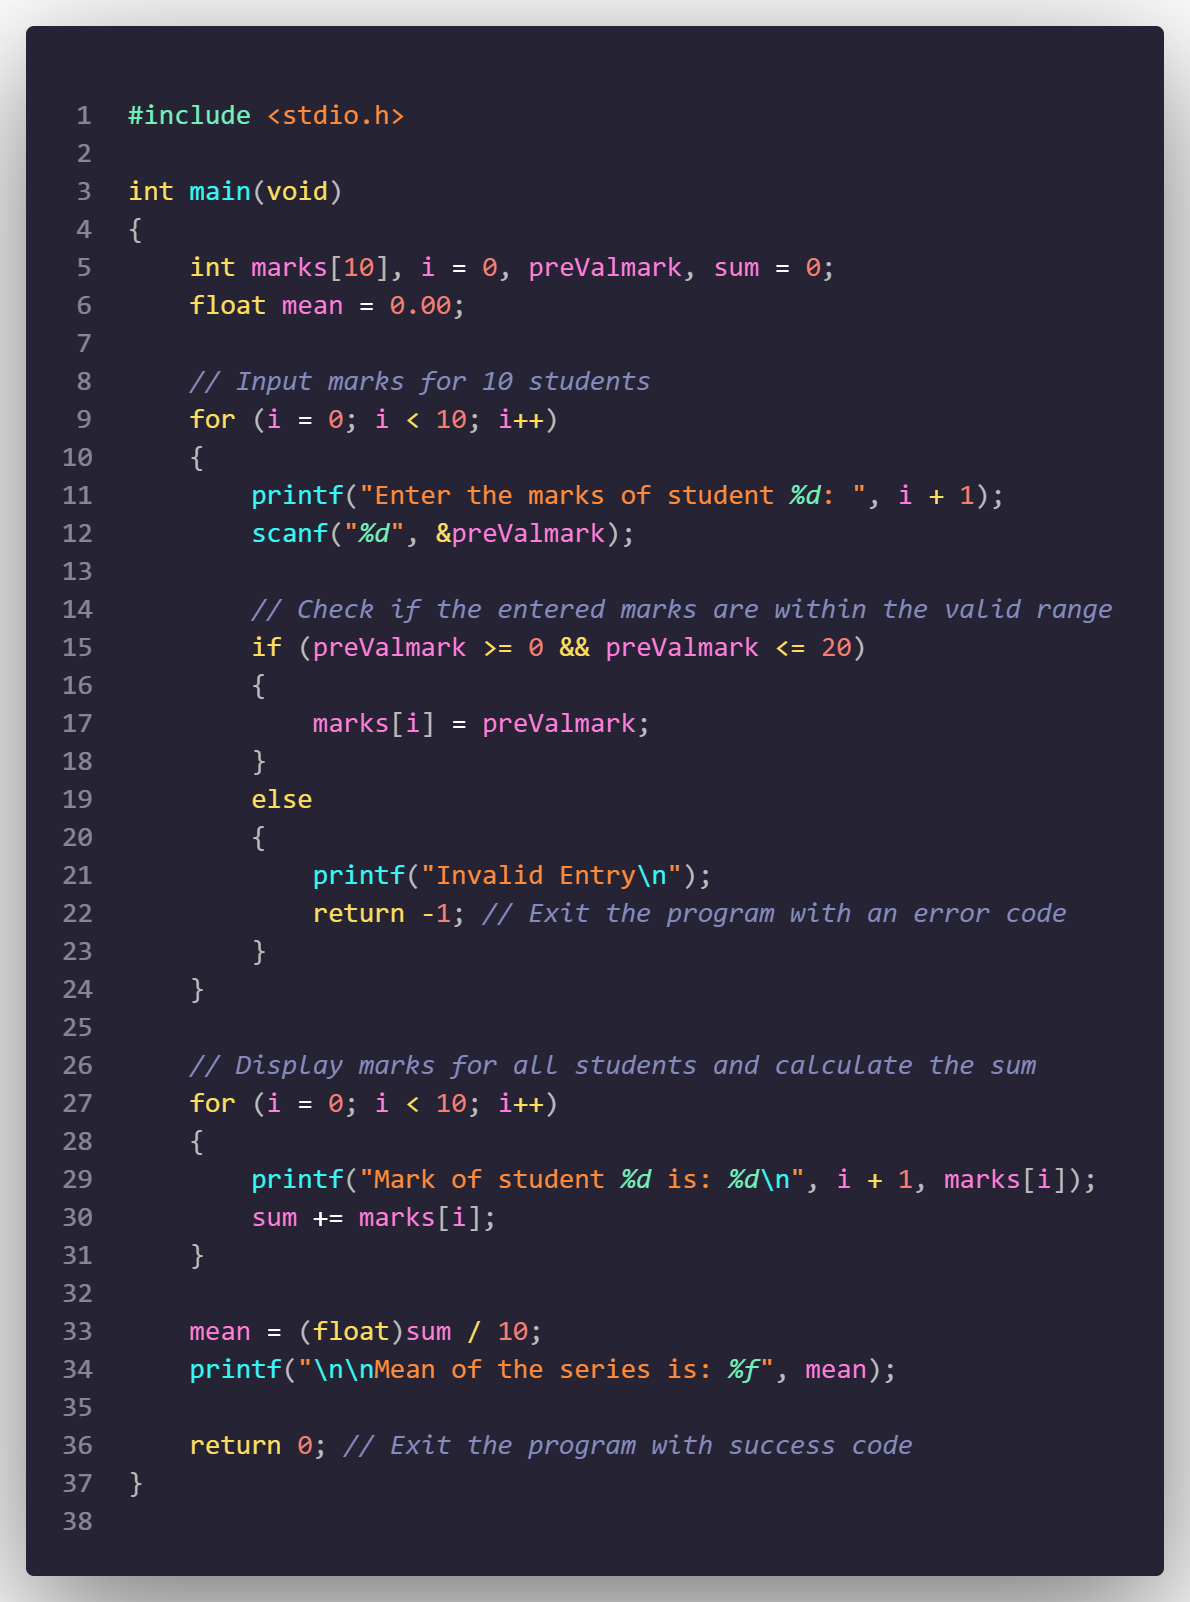 1 #include <stdio.h>
2
3 int main(void)
4 {
5     int marks[10], i = 0, preValmark, sum = 0;
6     float mean = 0.00;
7
8     // Input marks for 10 students
9     for (i = 0; i < 10; i++)
10     {
11         printf("Enter the marks of student %d: ", i + 1);
12         scanf("%d", &preValmark);
13
14         // Check if the entered marks are within the valid range
15         if (preValmark >= 0 && preValmark <= 20)
16         {
17             marks[i] = preValmark;
18         }
19         else
20         {
21             printf("Invalid Entry\n");
22             return -1; // Exit the program with an error code
23         }
24     }
25
26     // Display marks for all students and calculate the sum
27     for (i = 0; i < 10; i++)
28     {
29         printf("Mark of student %d is: %d\n", i + 1, marks[i]);
30         sum += marks[i];
31     }
32
33     mean = (float)sum / 10;
34     printf("\n\nMean of the series is: %f", mean);
35
36     return 0; // Exit the program with success code
37 }
38